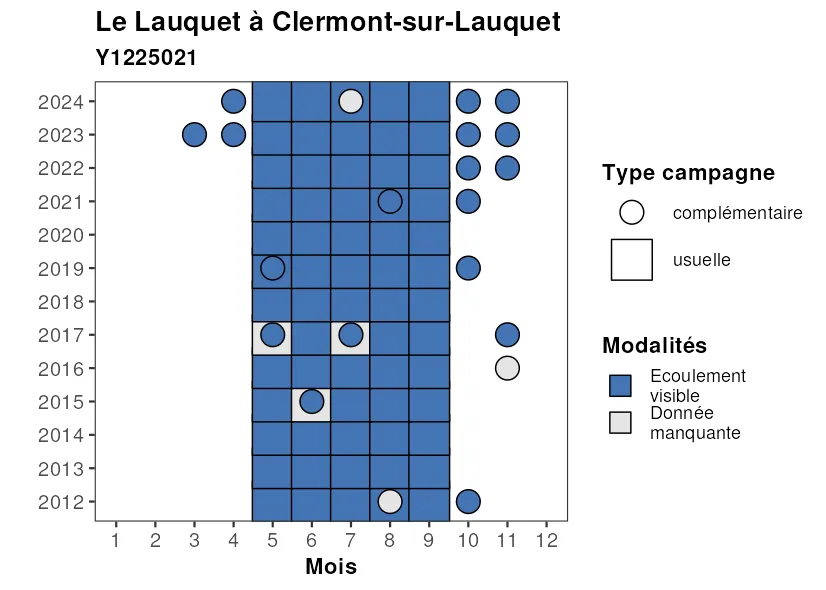 Le Lauquet à Clermont-sur-Lauquet
Y1225021
2024
2023
2022
2021
2020
2019
2018
2017
2016
2015
2014
2013
2012
1 2 3 4 5 6 7 8 9 10 11 12
Mois
Type campagne
complémentaire
usuelle
Modalités
Ecoulement
visible
Donnée
manquante